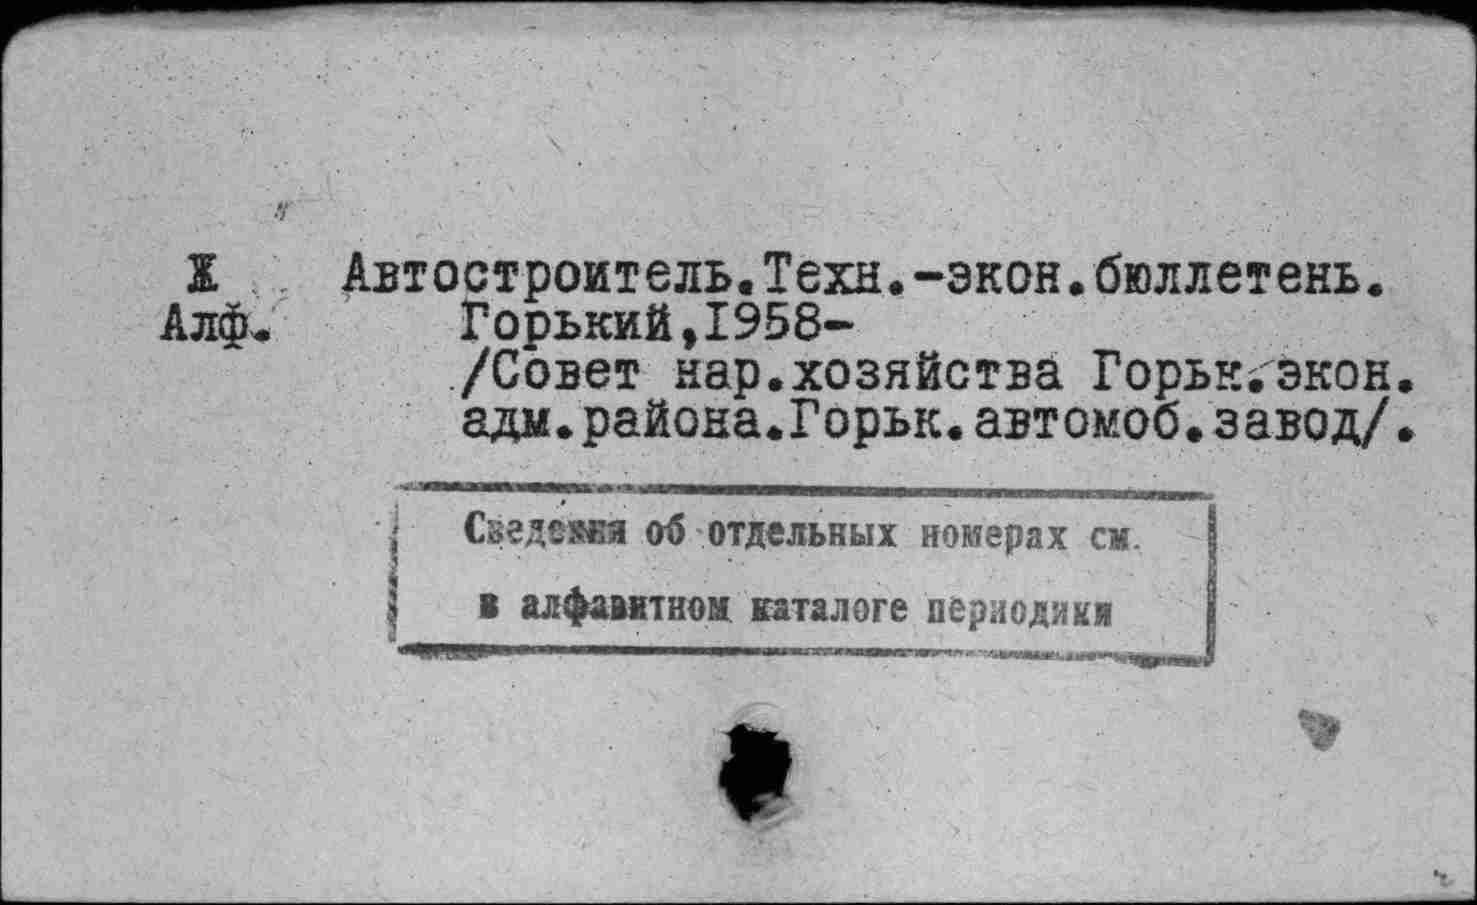 Ж Автостроитель.Техн.-экон.бюллетень.
Алф. Горький,I958-
/Совет нар.хозяйства Горьк.экон.
адм.района.Горьк.автомоб.завод/.
Сведения об отдельных номерах см.
в алфавитном каталоге периодики